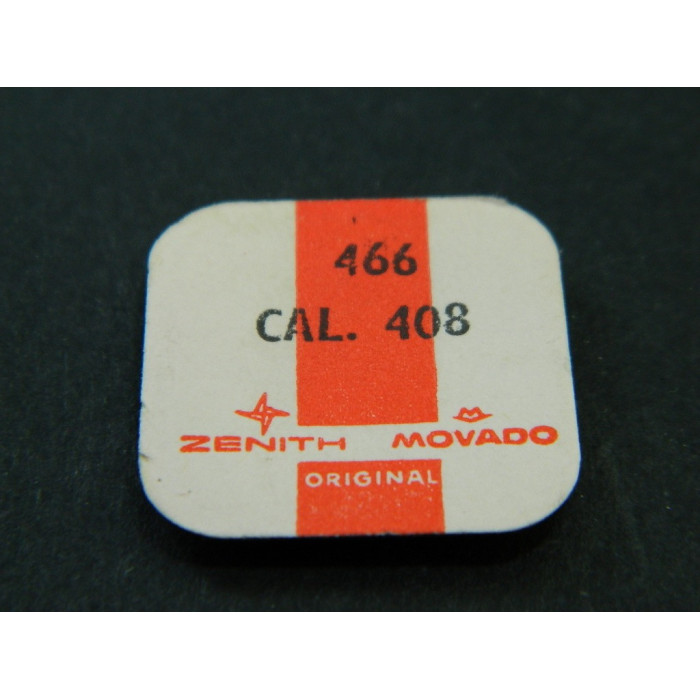 466
CAL. 408
ZENITH MOVADO
ORIGINAL